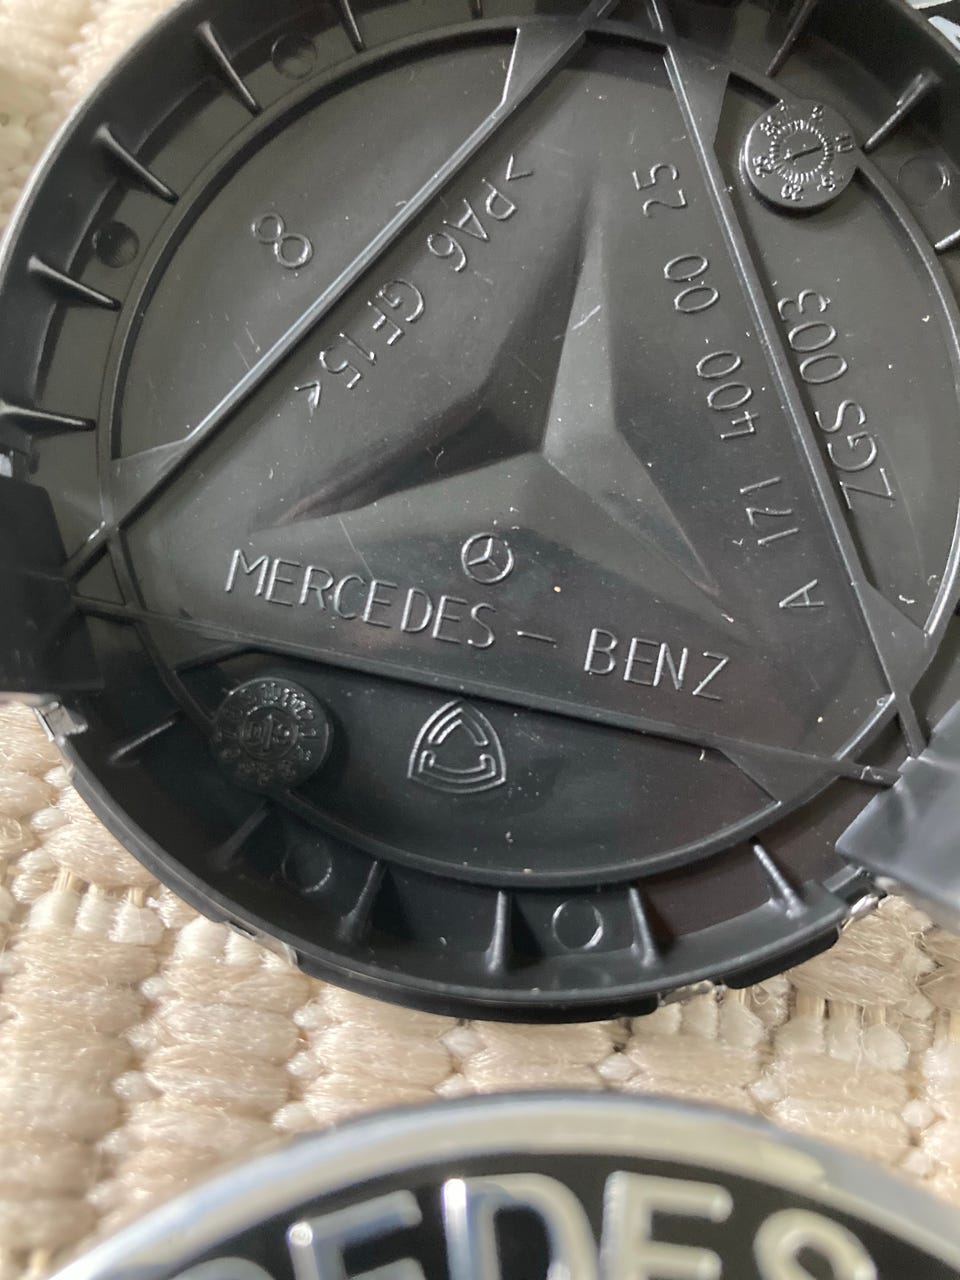 8
>PA6 GF15<
A 171 400 00 25
ZGS 003
MERCEDES - BENZ